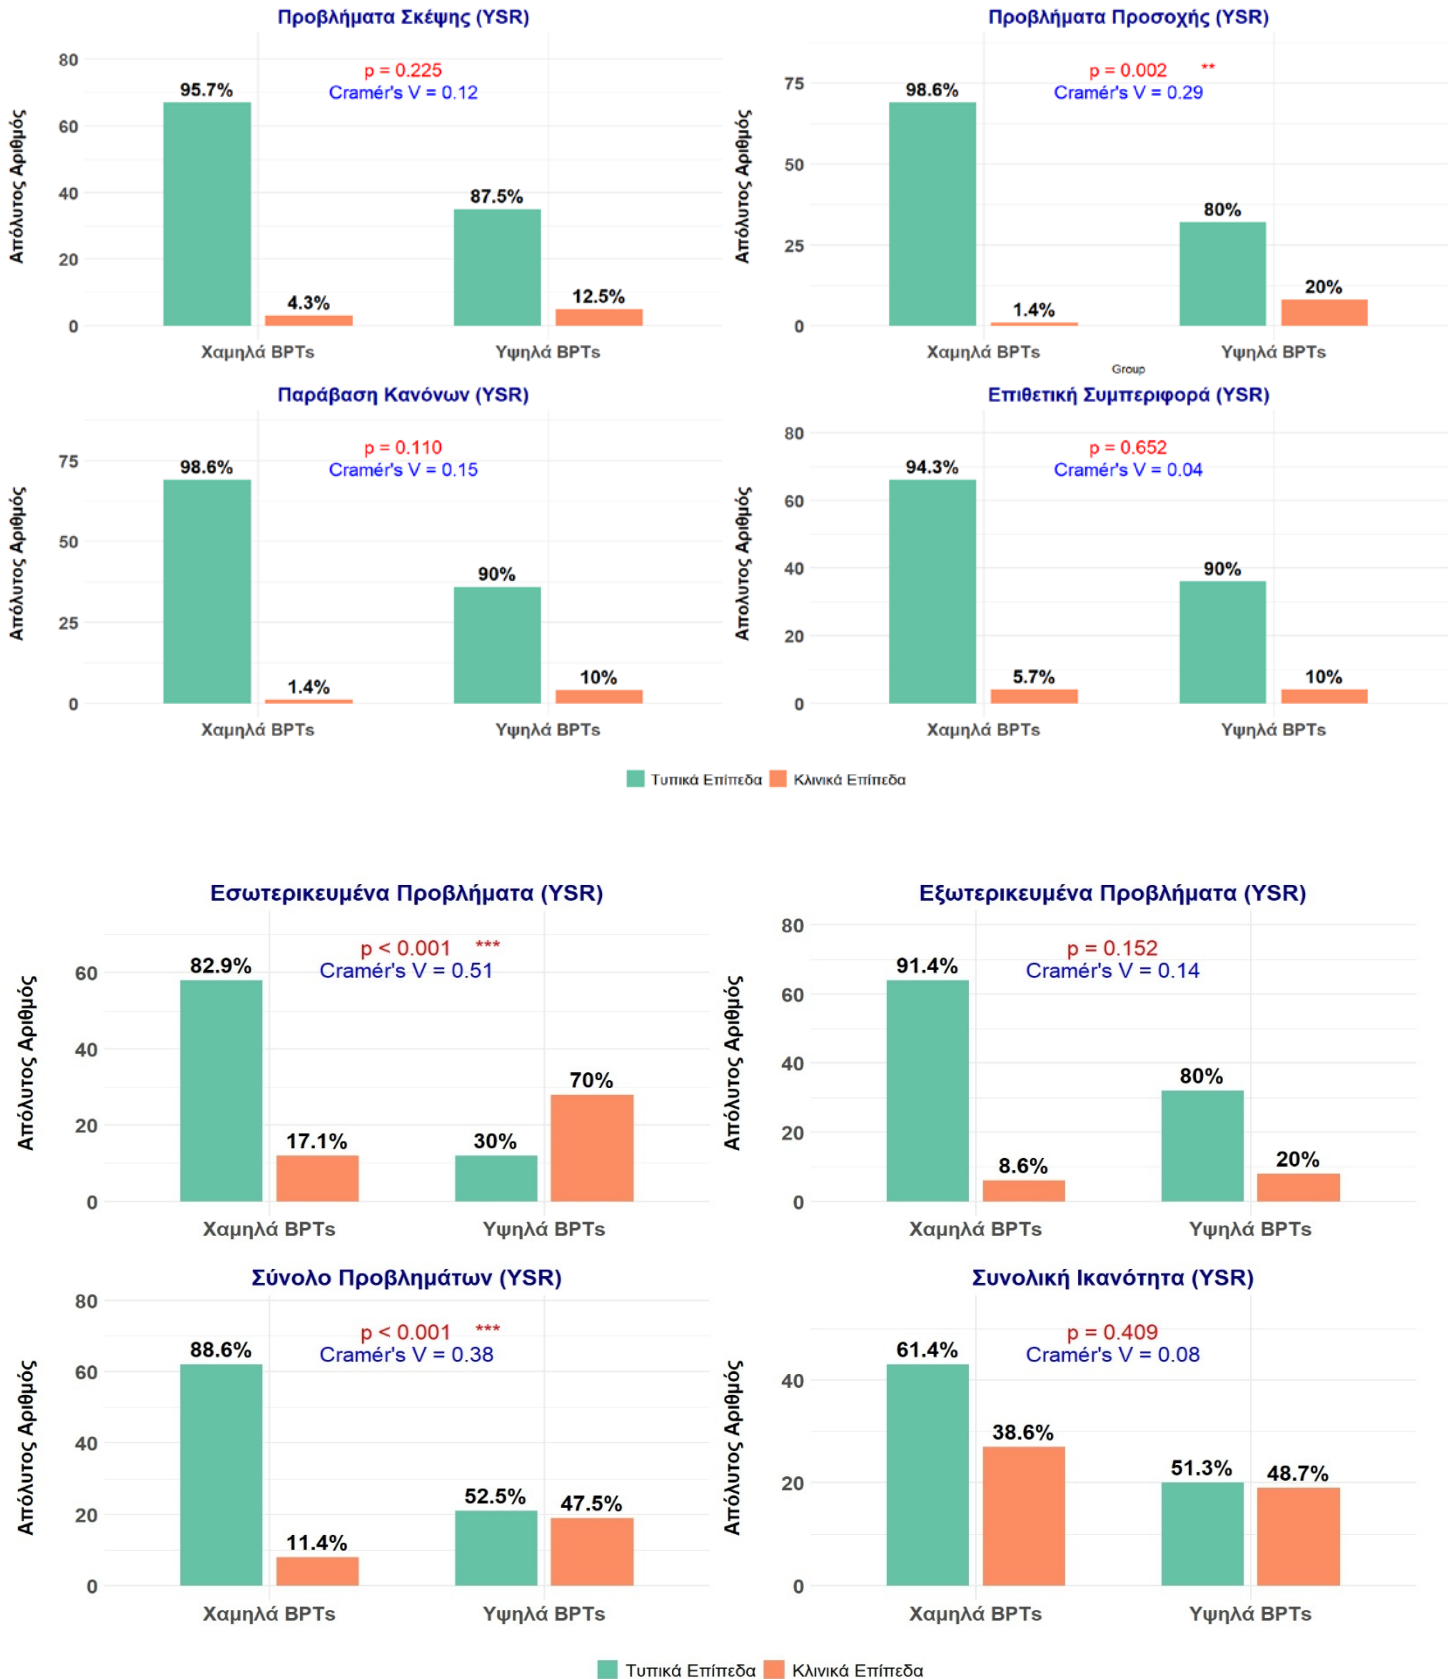 Προβλήματα Σκέψης (YSR)
Απόλυτος Αριθμός
80
60
40
20
0
p = 0.225
Cramér's V = 0.12
95.7%
4.3%
87.5%
12.5%
Χαμηλά BPTs
Υψηλά BPTs
Προβλήματα Προσοχής (YSR)
Απόλυτος Αριθμός
75
50
25
0
p = 0.002 **
Cramér's V = 0.29
98.6%
1.4%
80%
20%
Χαμηλά BPTs
Υψηλά BPTs
Group
Παράβαση Κανόνων (YSR)
Απόλυτος Αριθμός
75
50
25
0
p = 0.110
Cramér's V = 0.15
98.6%
1.4%
90%
10%
Χαμηλά BPTs
Υψηλά BPTs
Επιθετική Συμπεριφορά (YSR)
Απολυτος Αριθμός
80
60
40
20
0
p = 0.652
Cramér's V = 0.04
94.3%
5.7%
90%
10%
Χαμηλά BPTs
Υψηλά BPTs
Τυπικά Επίπεδα Κλινικά Επίπεδα
Εσωτερικευμένα Προβλήματα (YSR)
Απόλυτος Αριθμός
60
40
20
0
p < 0.001 ***
Cramér's V = 0.51
82.9%
17.1%
30%
70%
Χαμηλά BPTs
Υψηλά BPTs
Εξωτερικευμένα Προβλήματα (YSR)
Απόλυτος Αριθμός
80
60
40
20
0
p = 0.152
Cramér's V = 0.14
91.4%
8.6%
80%
20%
Χαμηλά BPTs
Υψηλά BPTs
Σύνολο Προβλημάτων (YSR)
Απόλυτος Αριθμός
80
60
40
20
0
p < 0.001 ***
Cramér's V = 0.38
88.6%
11.4%
52.5%
47.5%
Χαμηλά BPTs
Υψηλά BPTs
Συνολική Ικανότητα (YSR)
Απόλυτος Αριθμός
40
20
0
p = 0.409
Cramér's V = 0.08
61.4%
38.6%
51.3%
48.7%
Χαμηλά BPTs
Υψηλά BPTs
Τυπικά Επίπεδα Κλινικά Επίπεδα